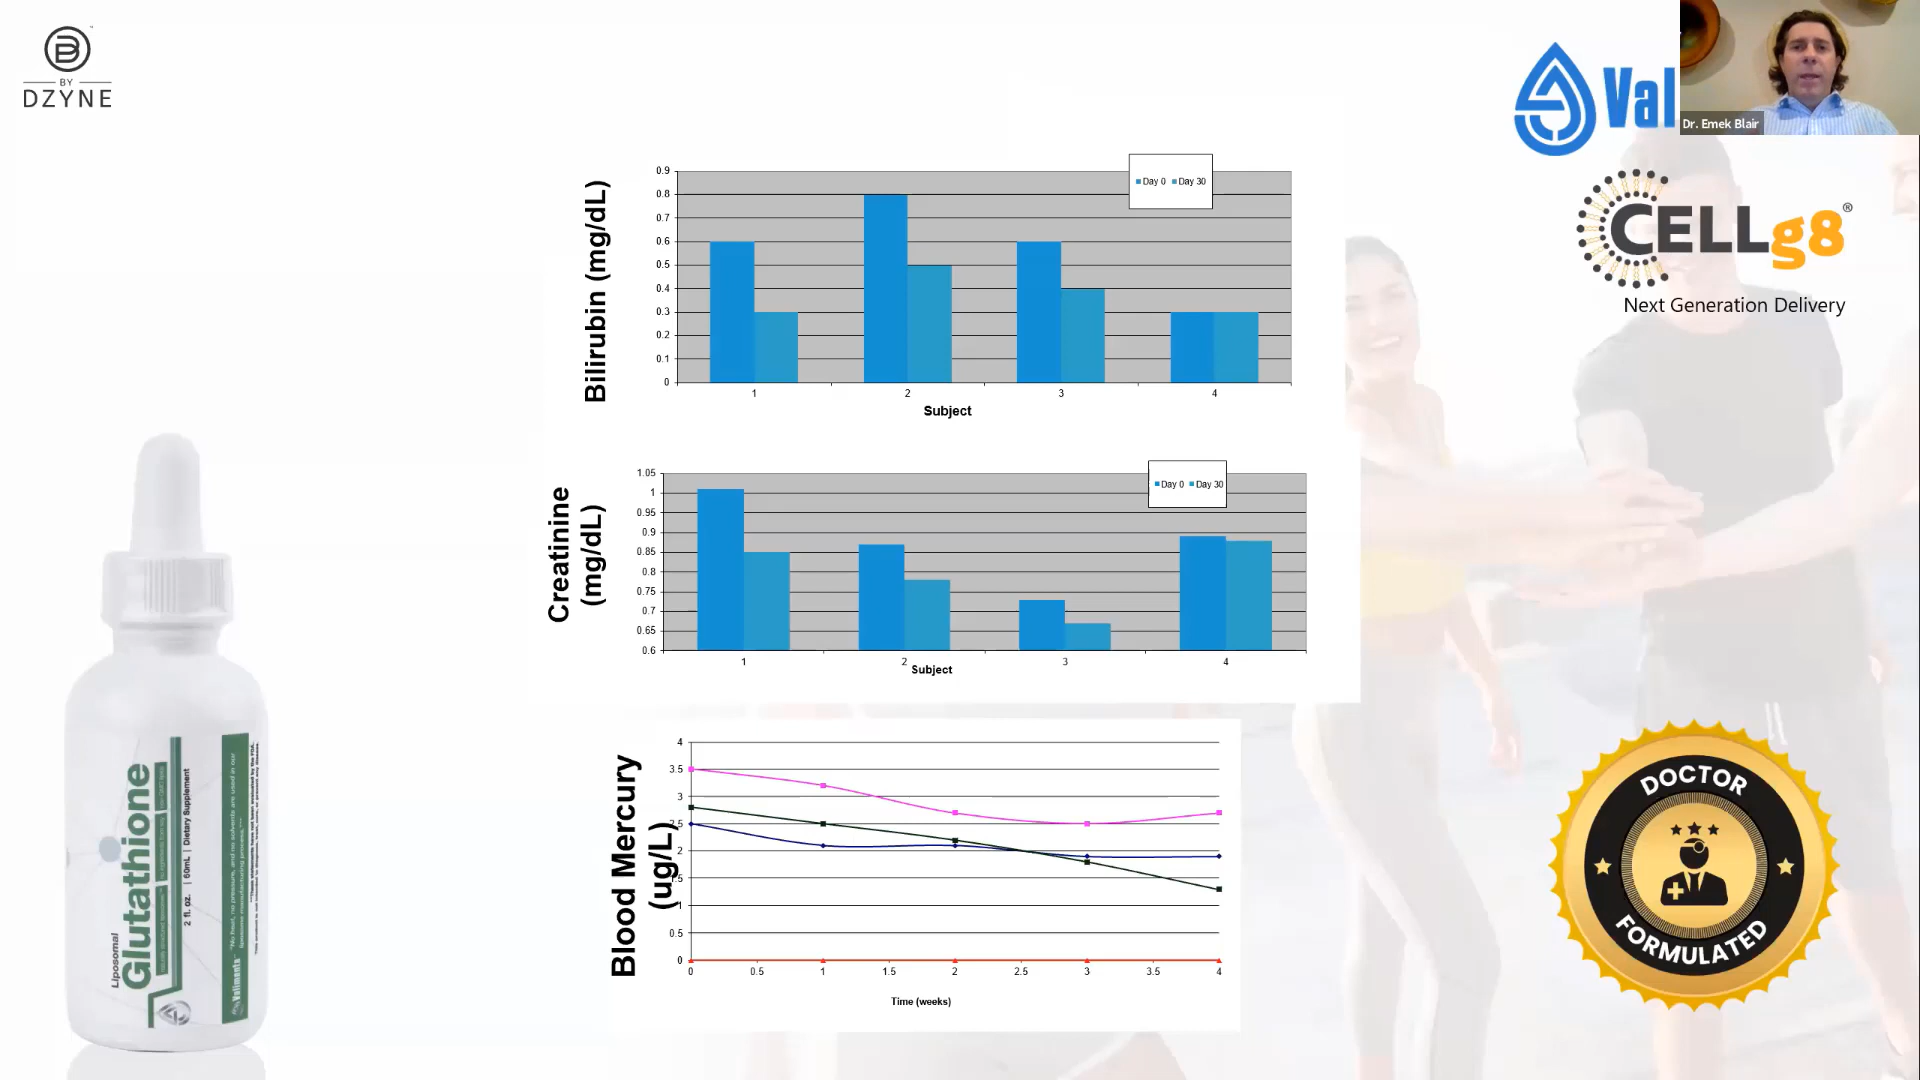 B
BY
DZYNE
Val
Dr. Emek Blair
CELLg8®
Next Generation Delivery
Bilirubin (mg/dL)
0.9
0.8
0.7
0.6
0.5
0.4
0.3
0.2
0.1
0
Day 0 Day 30
1 2 3 4
Subject
Creatinine
(mg/dL)
1.05
1
0.95
0.9
0.85
0.8
0.75
0.7
0.65
0.6
Day 0 Day 30
1 2 3 4
Subject
Blood Mercury
(ug/L)
4
3.5
3
2.5
2
1.5
1
0.5
0
0 0.5 1 1.5 2 2.5 3 3.5 4
Time (weeks)
Liposomal
Glutathione
2 fl. oz. | 60mL | Dietary Supplement
Valimenta
DOCTOR
FORMULATED